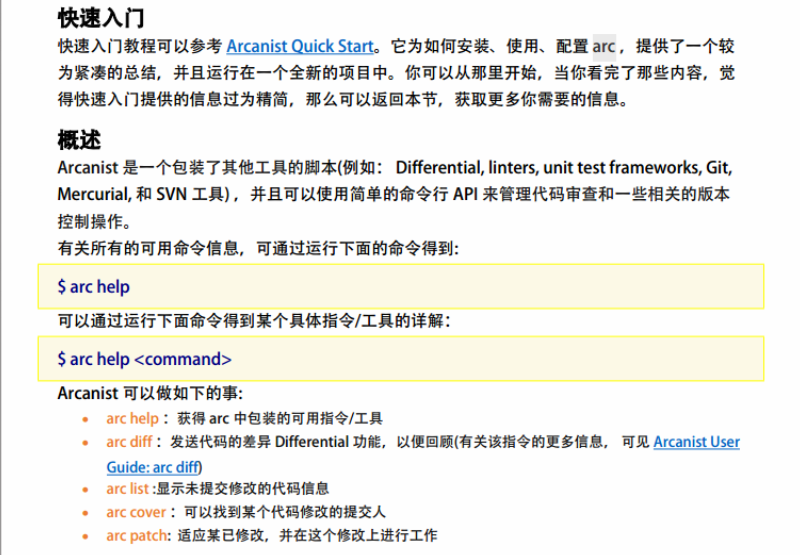 快速入门
快速入门教程可以参考 Arcanist Quick Start。它为如何安装、使用、配置 arc ，提供了一个较
为紧凑的总结，并且运行在一个全新的项目中。你可以从那里开始，当你看完了那些内容，觉
得快速入门提供的信息过为精简，那么可以返回本节，获取更多你需要的信息。
概述
Arcanist 是一个包装了其他工具的脚本(例如： Differential, linters, unit test frameworks, Git,
Mercurial, 和 SVN 工具) ，并且可以使用简单的命令行 API 来管理代码审查和一些相关的版本
控制操作。
有关所有的可用命令信息，可通过运行下面的命令得到:
$ arc help
可以通过运行下面命令得到某个具体指令/工具的详解：
$ arc help <command>
Arcanist 可以做如下的事:
• arc help ：获得 arc 中包装的可用指令/工具
• arc diff ：发送代码的差异 Differential 功能，以便回顾(有关该指令的更多信息， 可见 Arcanist User
Guide: arc diff)
• arc list :显示未提交修改的代码信息
• arc cover ：可以找到某个代码修改的提交人
• arc patch: 适应某已修改，并在这个修改上进行工作